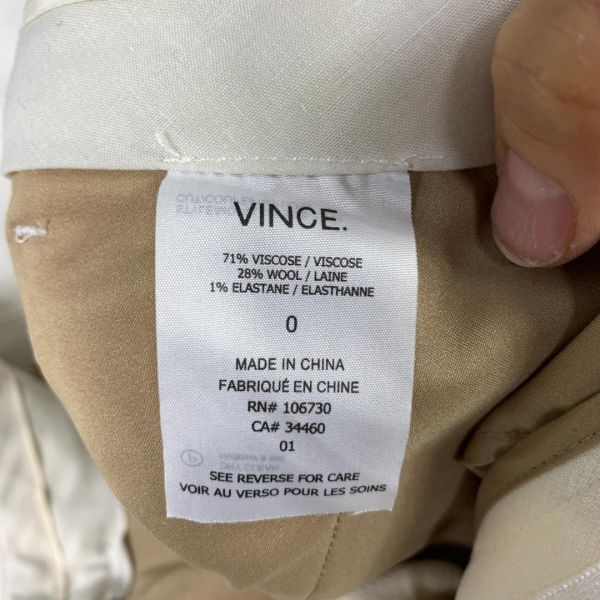 VINCE.
71% VISCOSE / VISCOSE
28% WOOL / LAINE
1% ELASTANE / ELASTHANNE
0
MADE IN CHINA
FABRIQUÉ EN CHINE
RN# 106730
CA# 34460
01
SEE REVERSE FOR CARE
VOIR AU VERSO POUR LES SOINS